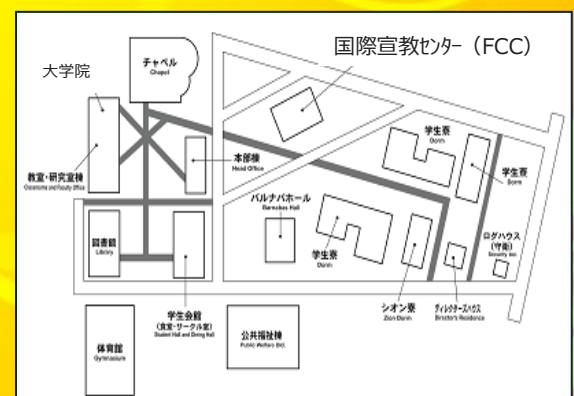 国際宣教ｾﾝﾀｰ（FCC）
大学院
チャペル
Chapel
学生寮
Dorm
学生寮
Dorm
本部棟
Head Office
教室・研究室棟
Classrooms and Faculty Office
バルナバホール
Barnabas Hall
ログハウス
（守衛）
図書館
Library
学生寮
Dorm
シオン寮
Zion Dorm
ディレクターズハウス
Director's Residence
学生会館
（食堂・サークル室）
Student Hall and Dining Hall
体育館
Gymnasium
公共福祉棟
Public Welfare Bld.